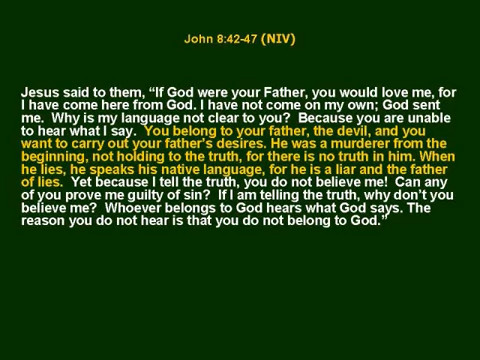 John 8:42-47 (NIV)
Jesus said to them, “If God were your Father, you would love me, for
I have come here from God. I have not come on my own; God sent
me.  Why is my language not clear to you?  Because you are unable
to hear what I say.  You belong to your father, the devil, and you
want to carry out your father's desires. He was a murderer from the
beginning, not holding to the truth, for there is no truth in him. When
he lies, he speaks his native language, for he is a liar and the father
of lies.  Yet because I tell the truth, you do not believe me!  Can any
of you prove me guilty of sin?  If I am telling the truth, why don't you
believe me?  Whoever belongs to God hears what God says. The
reason you do not hear is that you do not belong to God.”